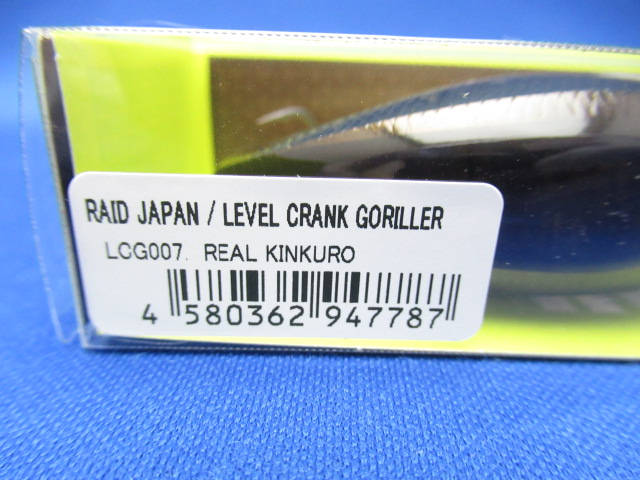 RAID JAPAN / LEVEL CRANK GORILLER
LCG007. REAL KINKURO
4 580362 947787